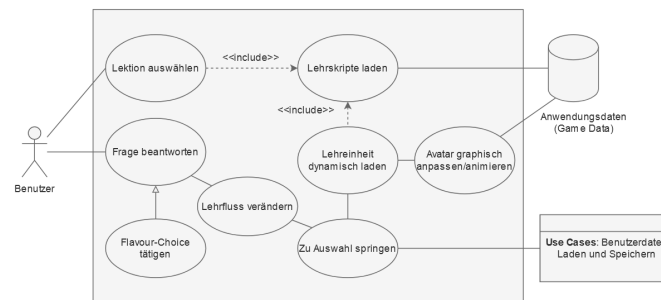 Lektion auswählen
<<include>>
Lehrskripte laden
<<include>>
Anwendungsdaten
(Game Data)
Frage beantworten
Lehreinheit
dynamisch laden
Avatar graphisch
anpassen/animieren
Benutzer
Lehrfluss verändern
Flavour-Choice
tätigen
Zu Auswahl springen
Use Cases: Benutzerdate
Laden und Speichern